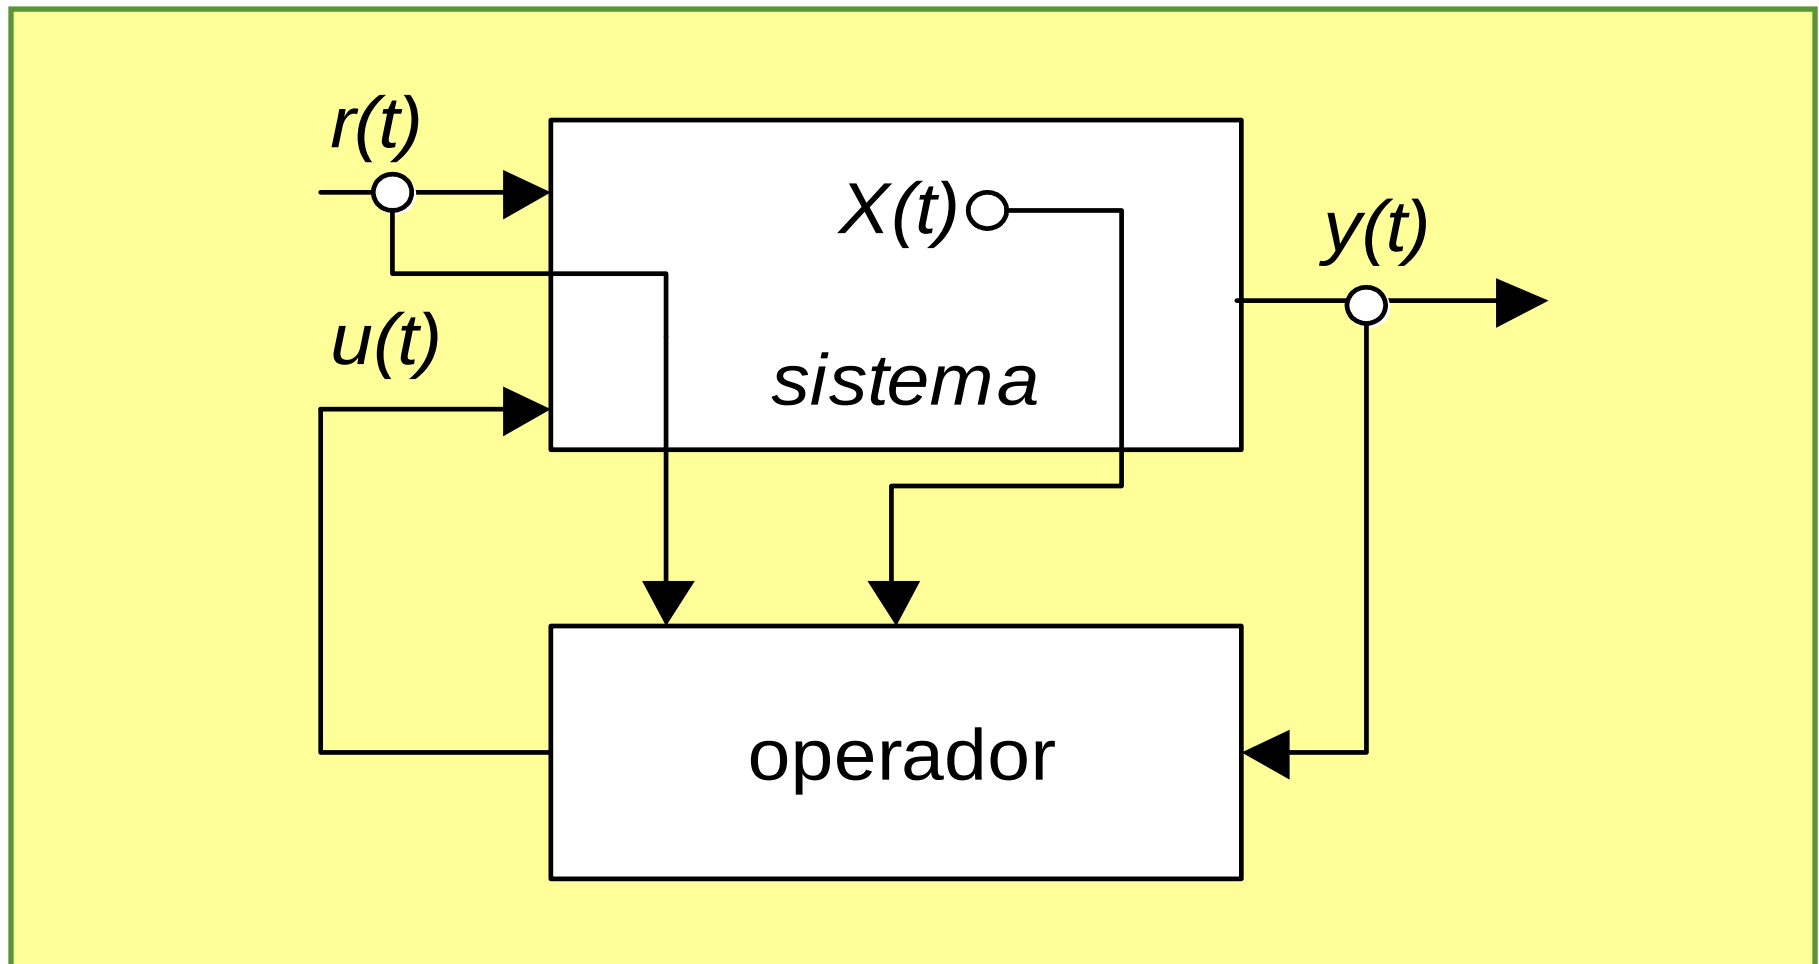 r(t)
X(t)
y(t)
u(t)
sistema
operador